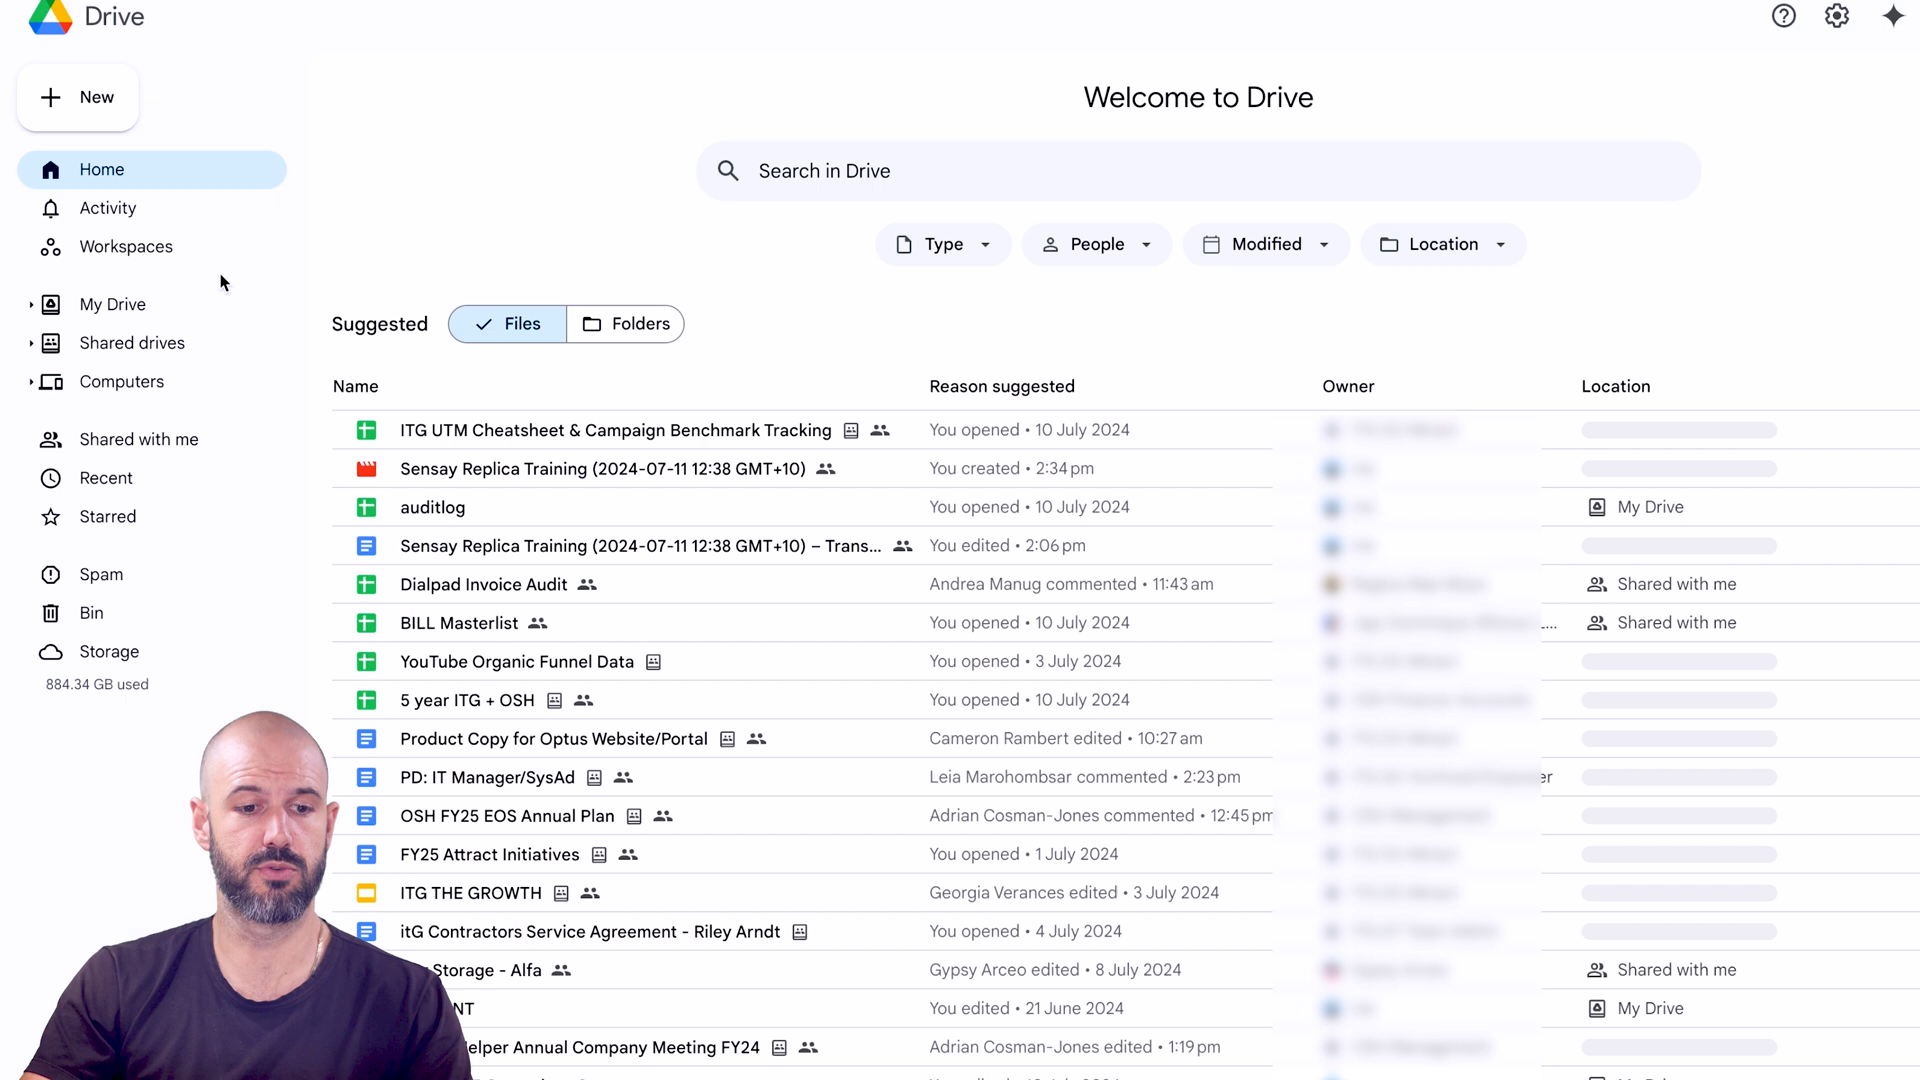 Drive
New
Home
Activity
Workspaces
My Drive
Shared drives
Computers
Shared with me
Recent
Starred
Spam
Bin
Storage
884.34 GB used
Welcome to Drive
Search in Drive
Type People Modified Location
Suggested Files Folders
Name Reason suggested Owner Location
ITG UTM Cheatsheet & Campaign Benchmark Tracking You opened • 10 July 2024
Sensay Replica Training (2024-07-11 12:38 GMT+10) You created • 2:34 pm
auditlog You opened • 10 July 2024 My Drive
Sensay Replica Training (2024-07-11 12:38 GMT+10) – Trans... You edited • 2:06 pm
Dialpad Invoice Audit Andrea Manug commented • 11:43 am Shared with me
BILL Masterlist You opened • 10 July 2024 Shared with me
YouTube Organic Funnel Data You opened • 3 July 2024
5 year ITG + OSH You opened • 10 July 2024
Product Copy for Optus Website/Portal Cameron Rambert edited • 10:27 am
PD: IT Manager/SysAd Leia Marohombsar commented • 2:23 pm
OSH FY25 EOS Annual Plan Adrian Cosman-Jones commented • 12:45 pm
FY25 Attract Initiatives You opened • 1 July 2024
ITG THE GROWTH Georgia Verances edited • 3 July 2024
itG Contractors Service Agreement - Riley Arndt You opened • 4 July 2024
Storage - Alfa Gypsy Arceo edited • 8 July 2024 Shared with me
NT You edited • 21 June 2024 My Drive
elper Annual Company Meeting FY24 Adrian Cosman-Jones edited • 1:19 pm